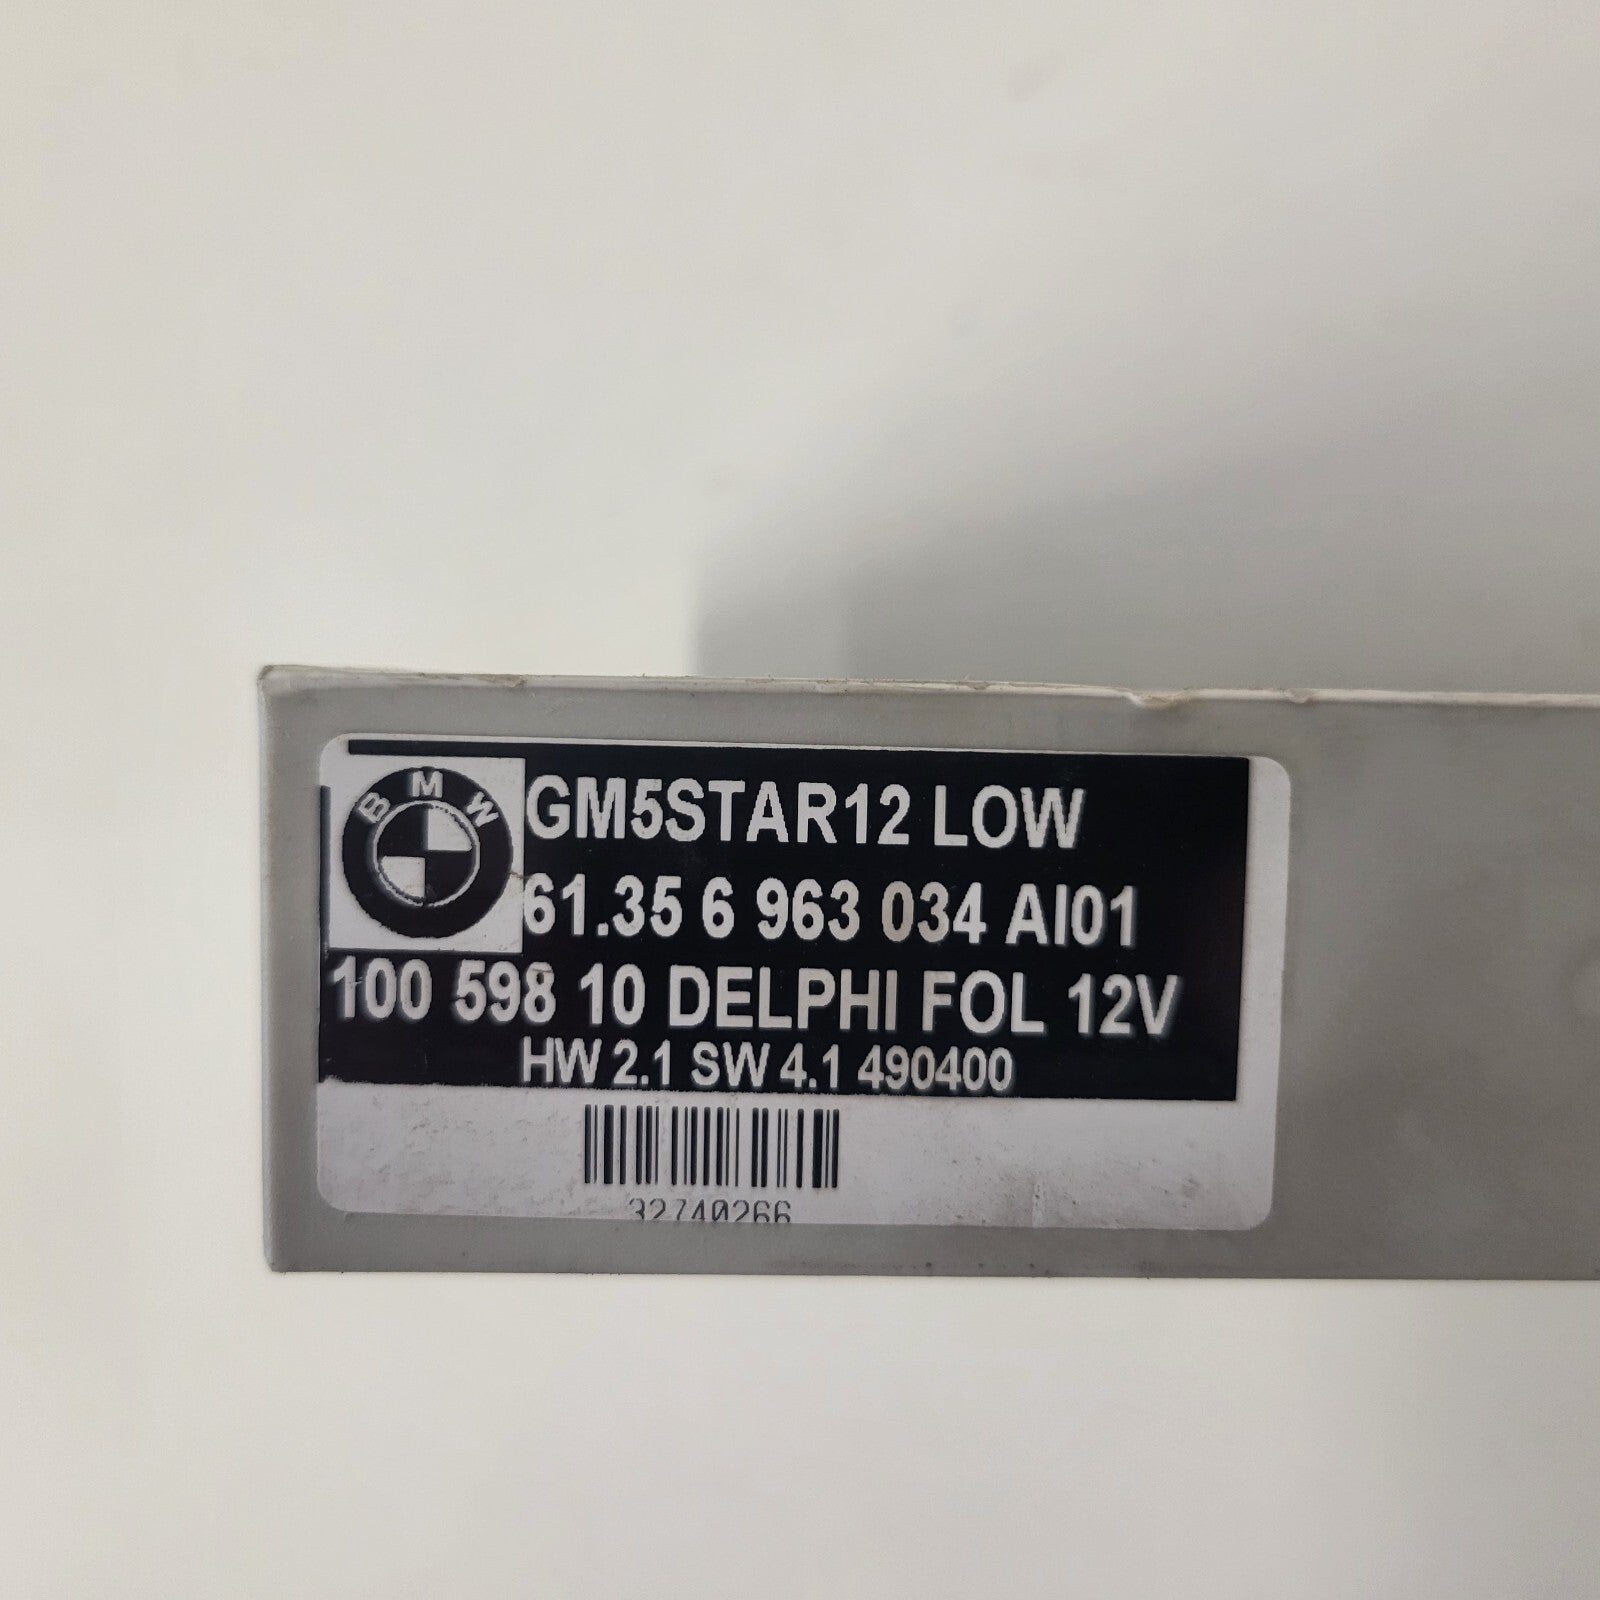 BMW
GM5STAR12 LOW
61.35 6 963 034 AI01
100 598 10 DELPHI FOL 12V
HW 2.1 SW 4.1 490400
32740266